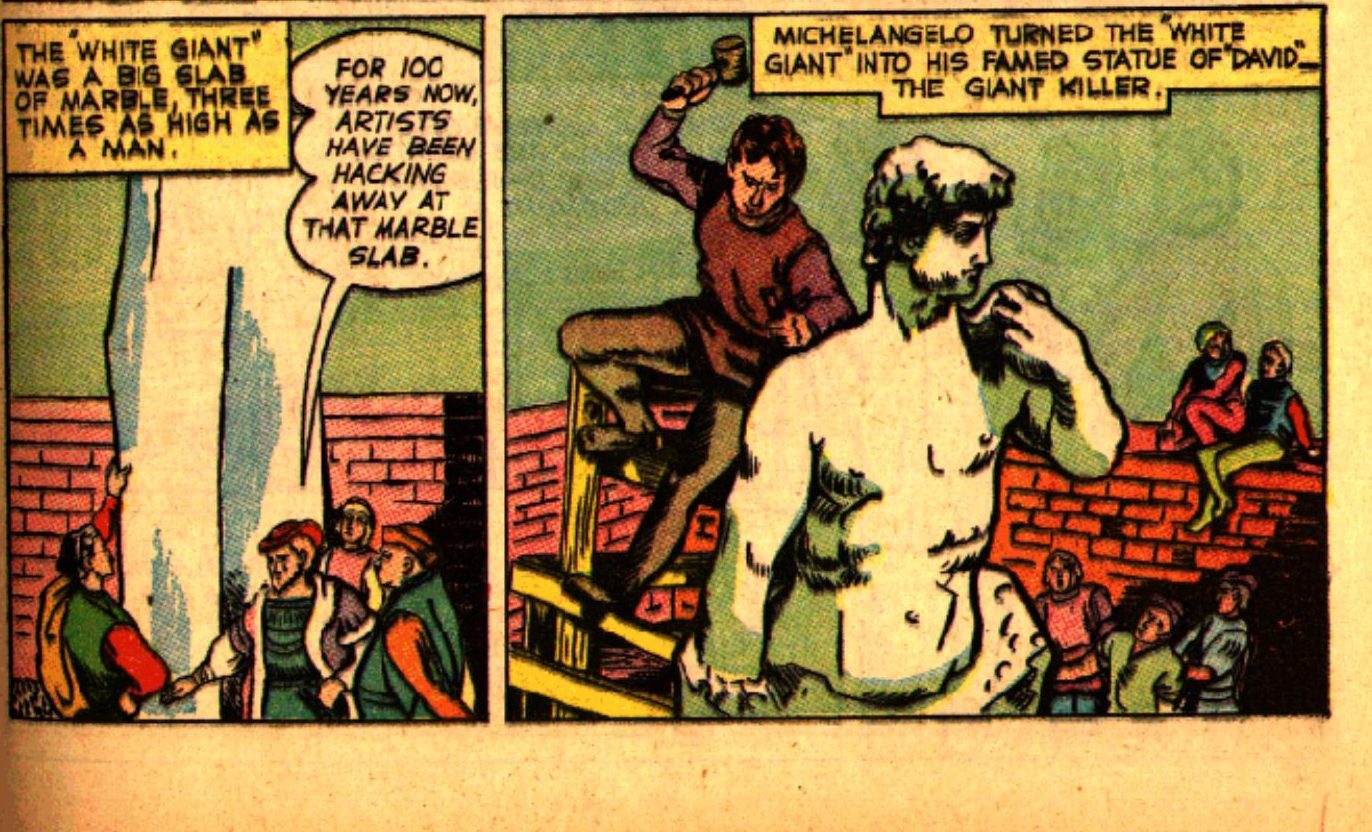 THE "WHITE GIANT"
WAS A BIG SLAB
OF MARBLE, THREE
TIMES AS HIGH AS
A MAN.
FOR 100
YEARS NOW,
ARTISTS
HAVE BEEN
HACKING
AWAY AT
THAT MARBLE
SLAB.
MICHELANGELO TURNED THE "WHITE
GIANT" INTO HIS FAMED STATUE OF "DAVID"—
THE GIANT KILLER.